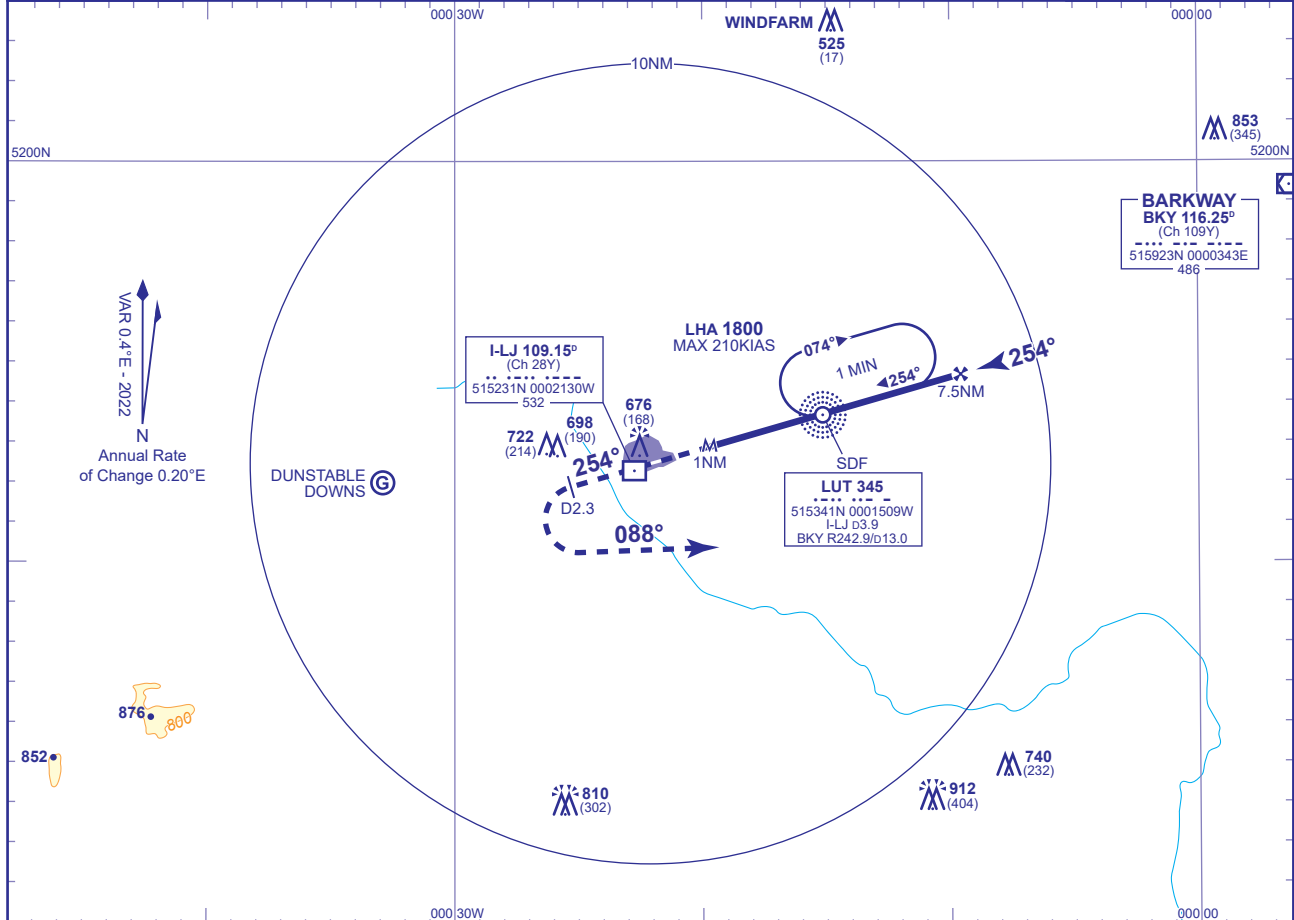 000.30W
000.00
WINDFARM
525
(17)
10NM
853
(345)
5200N
5200N
BARKWAY
BKY 116.25ᴰ
(Ch 109Y)
515923N 0000343E
486
VAR 0.4°E - 2022
N
Annual Rate
of Change 0.20°E
LHA 1800
MAX 210KIAS
074°
1 MIN
254°
254°
7.5NM
I-LJ 109.15ᴰ
(Ch 28Y)
515231N 0002130W
532
676
(168)
698
(190)
722
(214)
254°
1NM
SDF
DUNSTABLE
DOWNS
G
D2.3
LUT 345
515341N 0001509W
I-LJ D3.9
BKY R242.9/D13.0
088°
876
800
852
740
(232)
912
(404)
810
(302)
000.30W
000.00